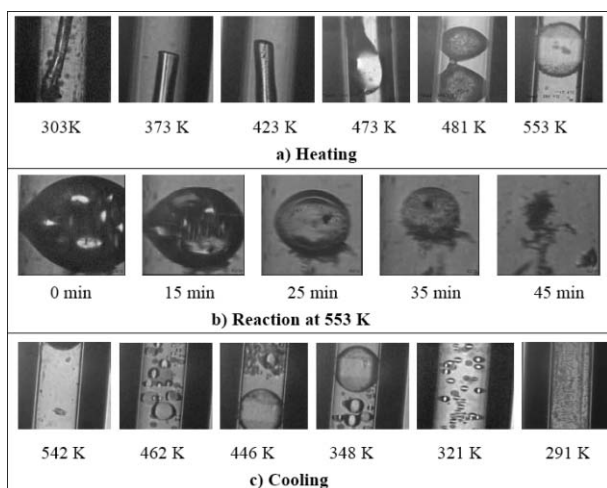 303K 373 K 423 K 473 K 481 K 553 K
a) Heating
0 min 15 min 25 min 35 min 45 min
b) Reaction at 553 K
542 K 462 K 446 K 348 K 321 K 291 K
c) Cooling